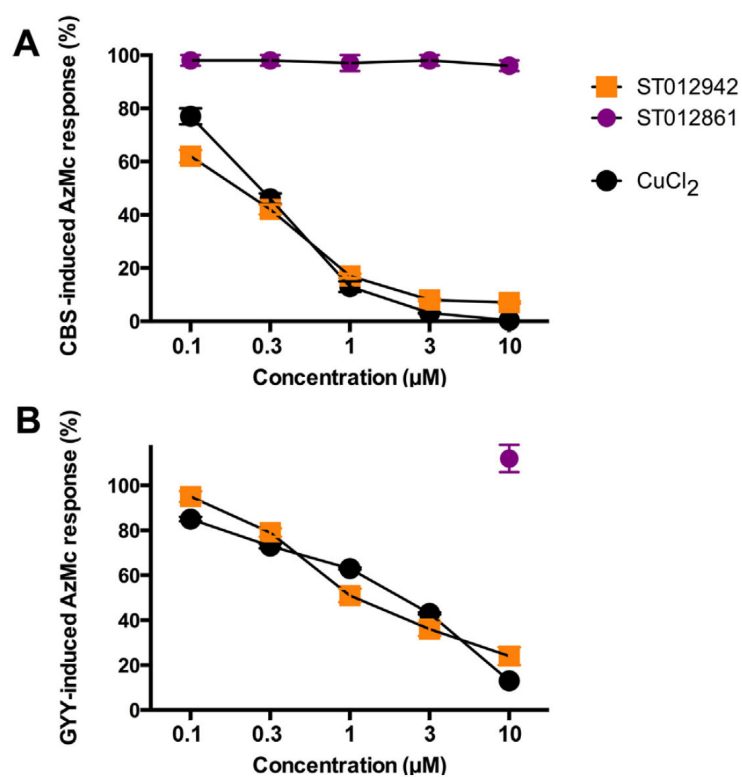 A
CBS-induced AzMc response (%)
100
80
60
40
20
0
0.1 0.3 1 3 10
Concentration (µM)
ST012942
ST012861
CuCl₂
B
GYY-induced AzMc response (%)
100
80
60
40
20
0
0.1 0.3 1 3 10
Concentration (µM)